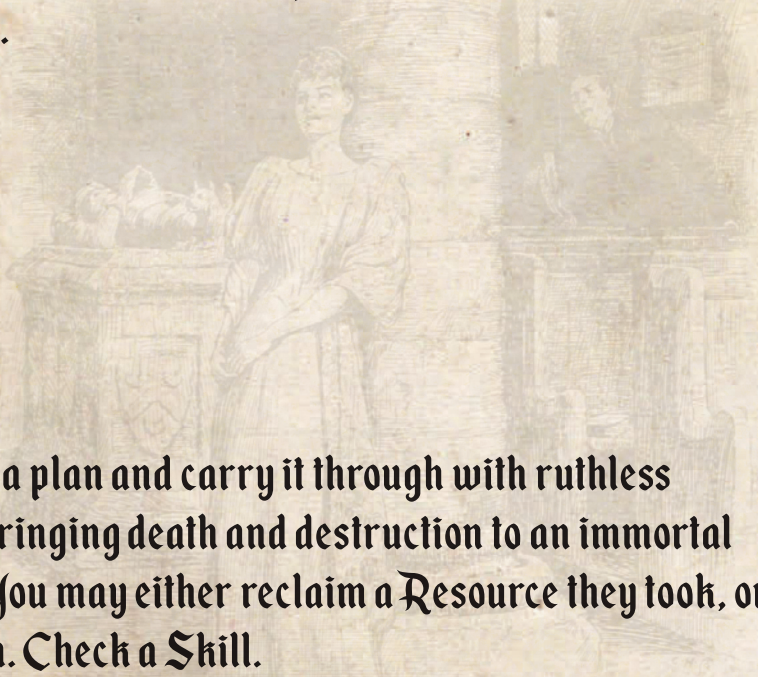 .
a plan and carry it through with ruthless
ringing death and destruction to an immortal
You may either reclaim a Resource they took, or
. Check a Skill.